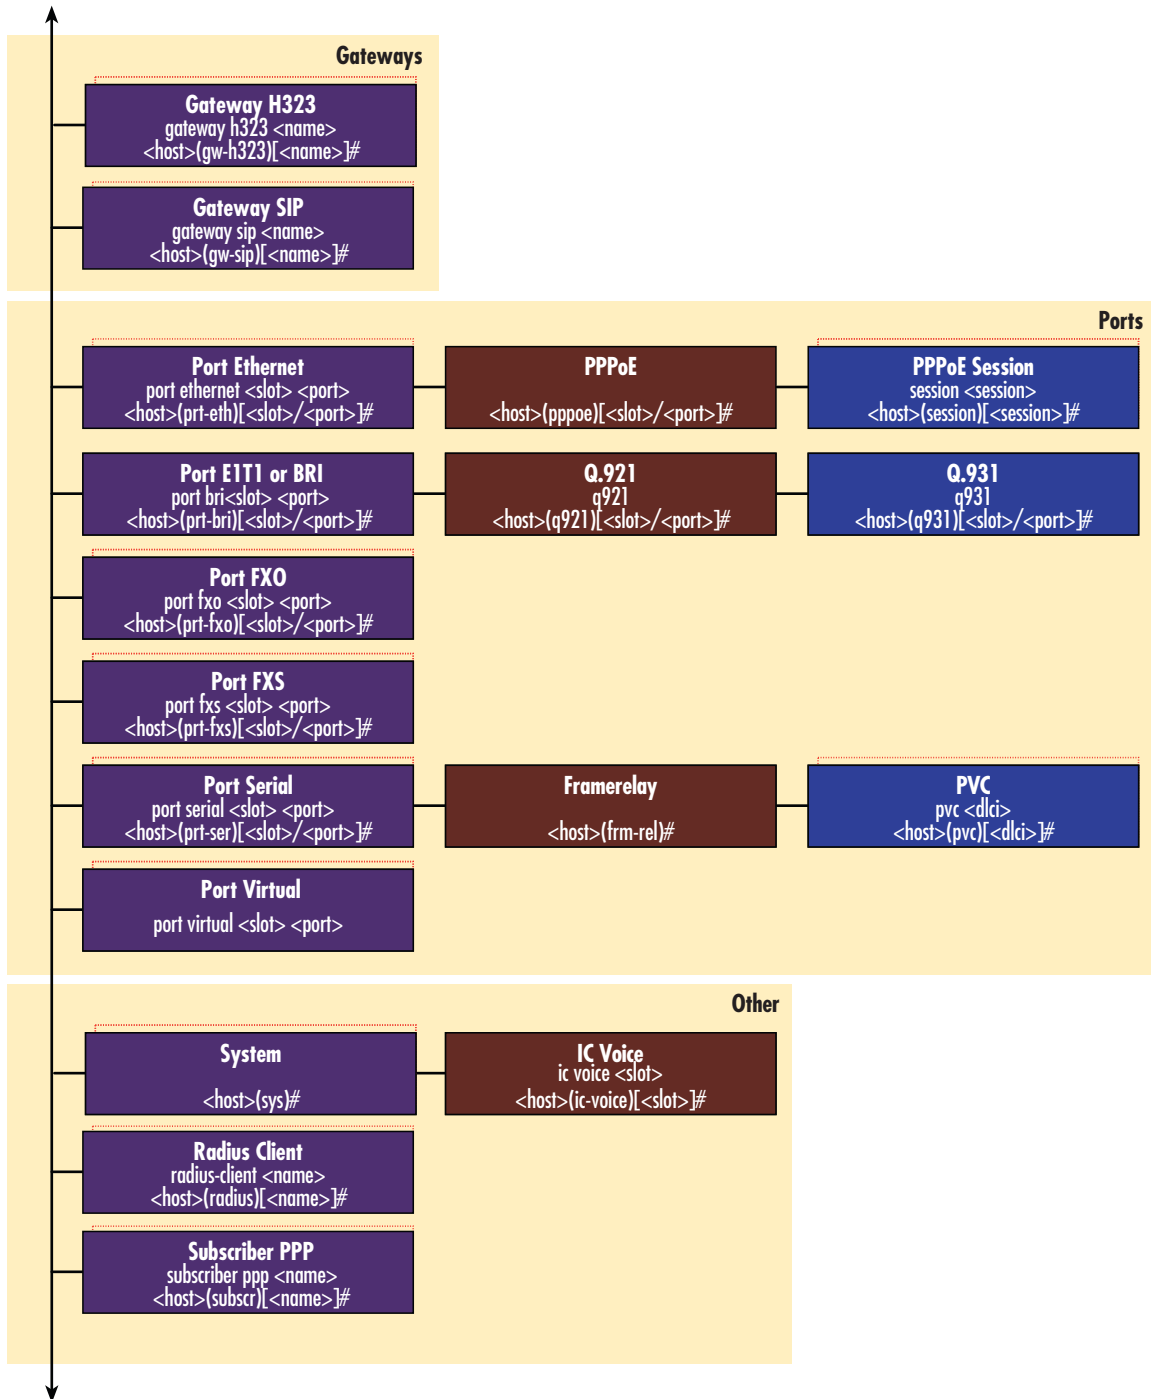 Gateways
Gateway H323
gateway h323 <name>
<host>(gw-h323)[<name>]#
Gateway SIP
gateway sip <name>
<host>(gw-sip)[<name>]#
Ports
Port Ethernet
port ethernet <slot> <port>
<host>(prt-eth)[<slot>/<port>]#
PPPoE
<host>(pppoe)[<slot>/<port>]#
PPPoE Session
session <session>
<host>(session)[<session>]#
Port E1T1 or BRI
port bri<slot> <port>
<host>(prt-bri)[<slot>/<port>]#
Q.921
q921
<host>(q921)[<slot>/<port>]#
Q.931
q931
<host>(q931)[<slot>/<port>]#
Port FXO
port fxo <slot> <port>
<host>(prt-fxo)[<slot>/<port>]#
Port FXS
port fxs <slot> <port>
<host>(prt-fxs)[<slot>/<port>]#
Port Serial
port serial <slot> <port>
<host>(prt-ser)[<slot>/<port>]#
Framerelay
<host>(frm-rel)#
PVC
pvc <dlci>
<host>(pvc)[<dlci>]#
Port Virtual
port virtual <slot> <port>
Other
System
<host>(sys)#
IC Voice
ic voice <slot>
<host>(ic-voice)[<slot>]#
Radius Client
radius-client <name>
<host>(radius)[<name>]#
Subscriber PPP
subscriber ppp <name>
<host>(subscr)[<name>]#